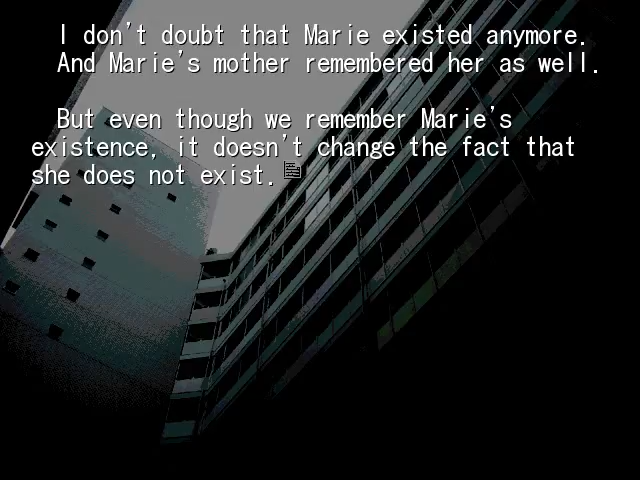 I don't doubt that Marie existed anymore.
And Marie's mother remembered her as well.
But even though we remember Marie's
existence, it doesn't change the fact that
she does not exist.